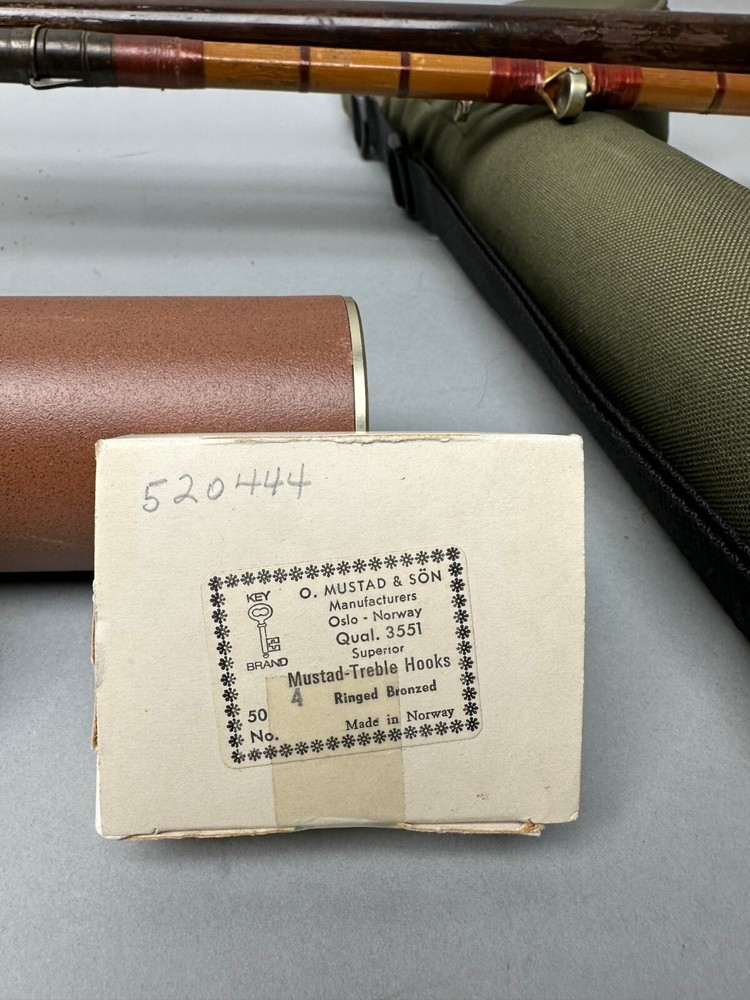 520444
KEY
BRAND
O. MUSTAD & SÖN
Manufacturers
Oslo - Norway
Qual. 3551
Superior
Mustad-Treble Hooks
4 Ringed Bronzed
50
No.
Made in Norway